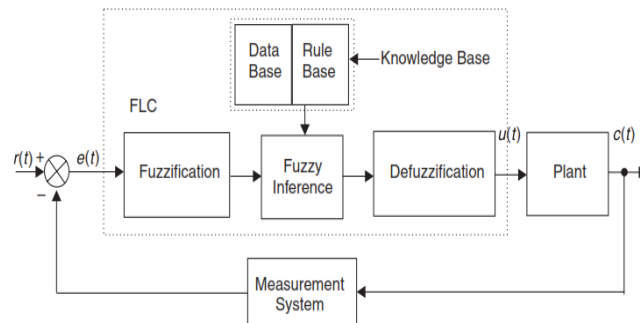 Data
Base
Rule
Base
Knowledge Base
FLC
r(t) +
e(t)
−
Fuzzification
Fuzzy
Inference
Defuzzification
u(t)
Plant
c(t)
Measurement
System